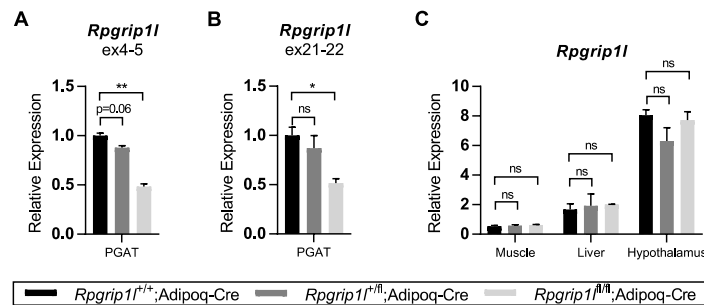 A
Rpgrip1l
ex4-5
Relative Expression
1.5
1.0
0.5
0.0
**
p=0.06
PGAT
B
Rpgrip1l
ex21-22
Relative Expression
1.5
1.0
0.5
0.0
*
ns
PGAT
C
Rpgrip1l
Relative Expression
8
6
4
2
0
ns
ns
ns
ns
ns
ns
Muscle Liver Hypothalamus
Rpgrip1l+/+;Adipoq-Cre Rpgrip1l+/fl;Adipoq-Cre Rpgrip1lfl/fl;Adipoq-Cre